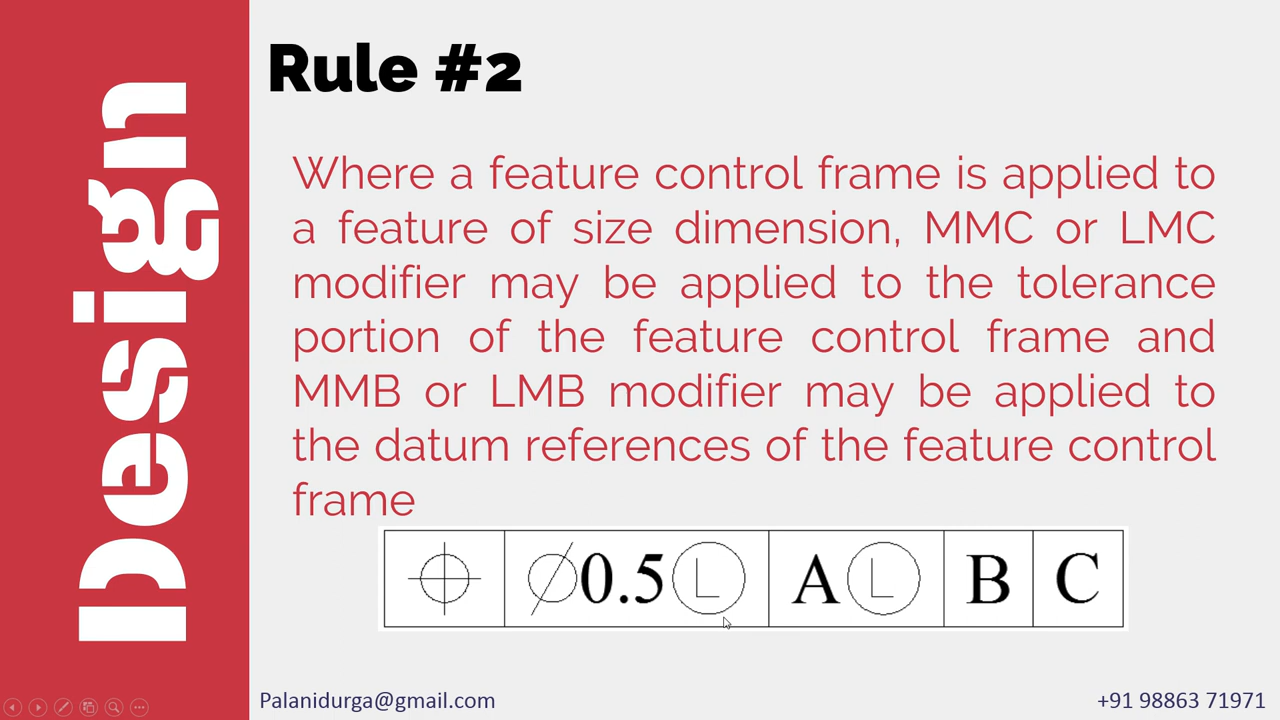 Design
Rule #2
Where a feature control frame is applied to
a feature of size dimension, MMC or LMC
modifier may be applied to the tolerance
portion of the feature control frame and
MMB or LMB modifier may be applied to
the datum references of the feature control
frame
⌖ ⌀0.5 Ⓛ A Ⓛ B C
Palanidurga@gmail.com
+91 98863 71971